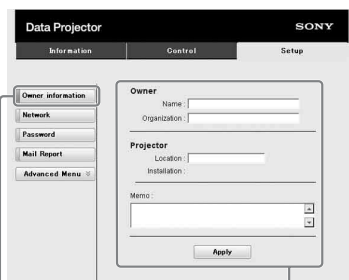 Data Projector SONY
Information Control Setup
Owner information
Network
Password
Mail Report
Advanced Menu
Owner
Name :
Organization :
Projector
Location :
Installation :
Memo :
Apply